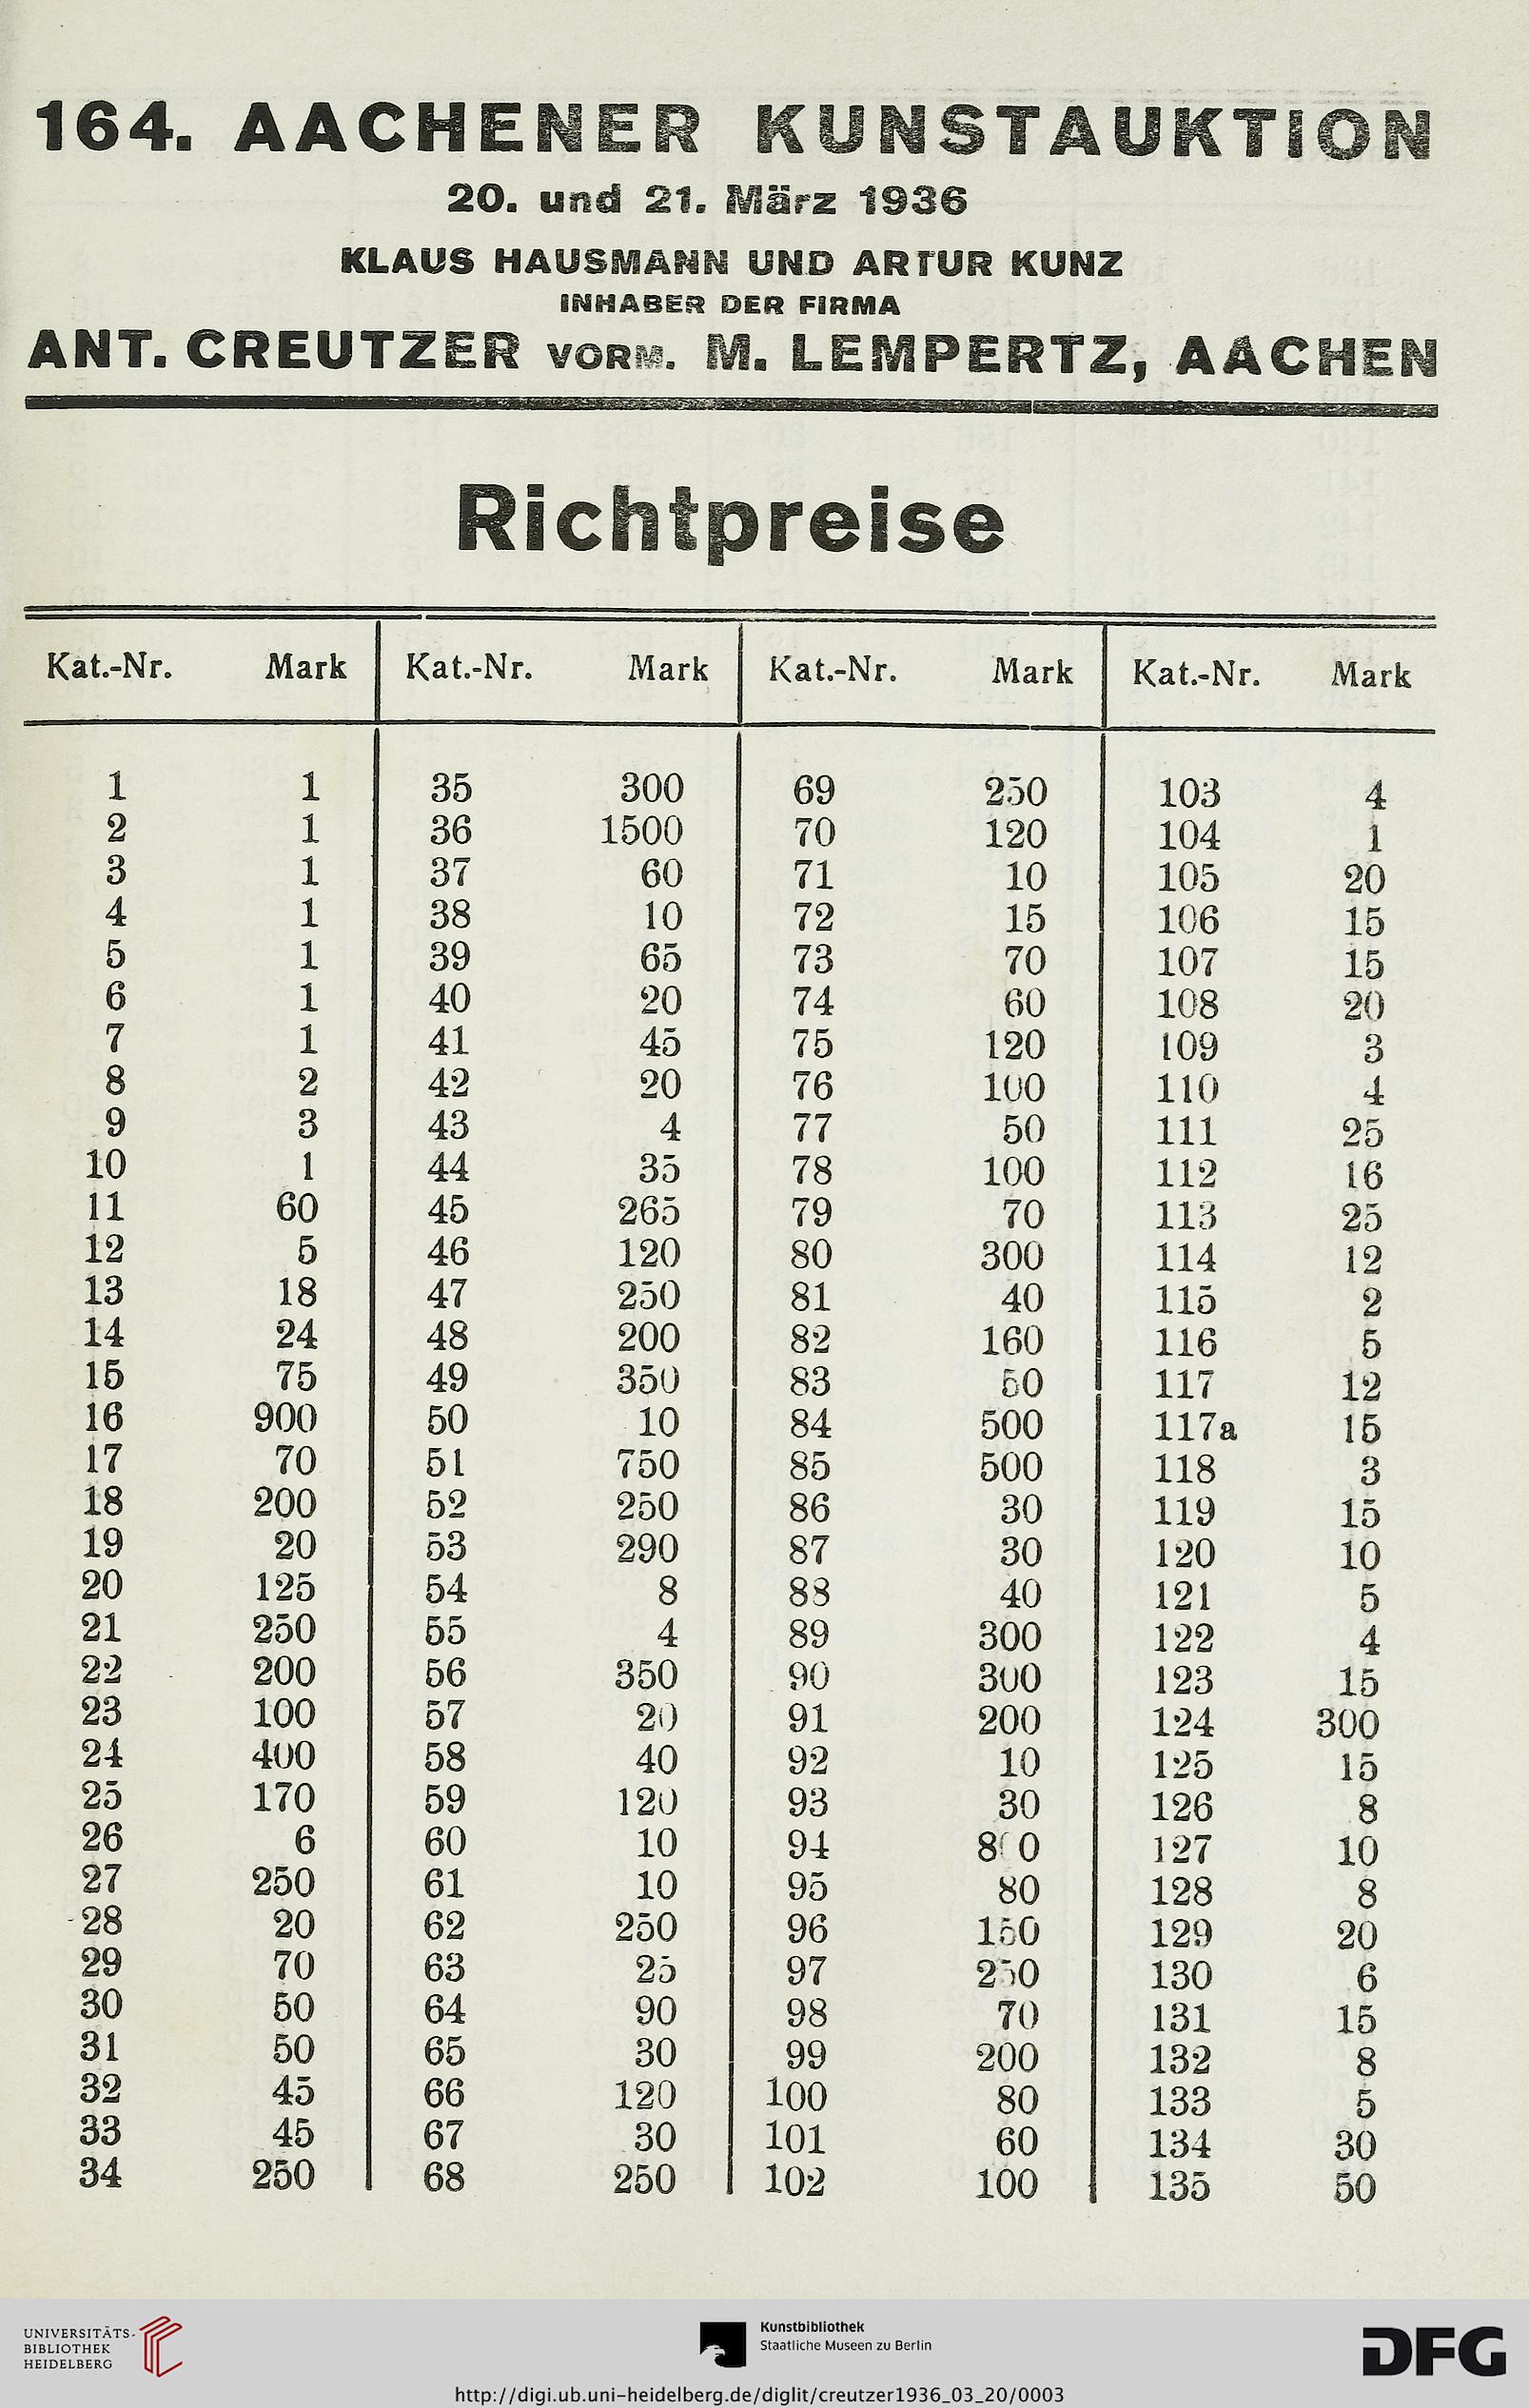 164. AACHENER KUNSTAUKTION
20. und 21. März 1936
KLAUS HAUSMANN UND ARTUR KUNZ
INHABER DER FIRMA
ANT. CREUTZER VORM. M. LEMPERTZ, AACHEN
Richtpreise
Kat.-Nr. Mark Kat.-Nr. Mark Kat.-Nr. Mark Kat.-Nr. Mark
1 1 35 300 69 250 103 4
2 1 36 1500 70 120 104 1
3 1 37 60 71 10 105 20
4 1 38 10 72 15 106 15
5 1 39 65 73 70 107 15
6 1 40 20 74 60 108 20
7 1 41 45 75 120 109 3
8 2 42 20 76 100 110 4
9 3 43 4 77 50 111 25
10 1 44 35 78 100 112 16
11 60 45 265 79 70 113 25
12 5 46 120 80 300 114 12
13 18 47 250 81 40 115 2
14 24 48 200 82 160 116 5
15 75 49 350 83 50 117 12
16 900 50 10 84 500 117a 15
17 70 51 750 85 500 118 3
18 200 52 250 86 30 119 15
19 20 53 290 87 30 120 10
20 125 54 8 88 40 121 5
21 250 55 4 89 300 122 4
22 200 56 350 90 300 123 15
23 100 57 20 91 200 124 300
24 400 58 40 92 10 125 15
25 170 59 120 93 30 126 8
26 6 60 10 94 800 127 10
27 250 61 10 95 80 128 8
28 20 62 250 96 150 129 20
29 70 63 25 97 250 130 6
30 50 64 90 98 70 131 15
31 50 65 30 99 200 132 8
32 45 66 120 100 80 133 5
33 45 67 30 101 60 134 30
34 250 68 250 102 100 135 50
UNIVERSITÄTS-
BIBLIOTHEK
HEIDELBERG
Kunstbibliothek
Staatliche Museen zu Berlin
DFG
http://digi.ub.uni-heidelberg.de/diglit/creutzer1936_03_20/0003